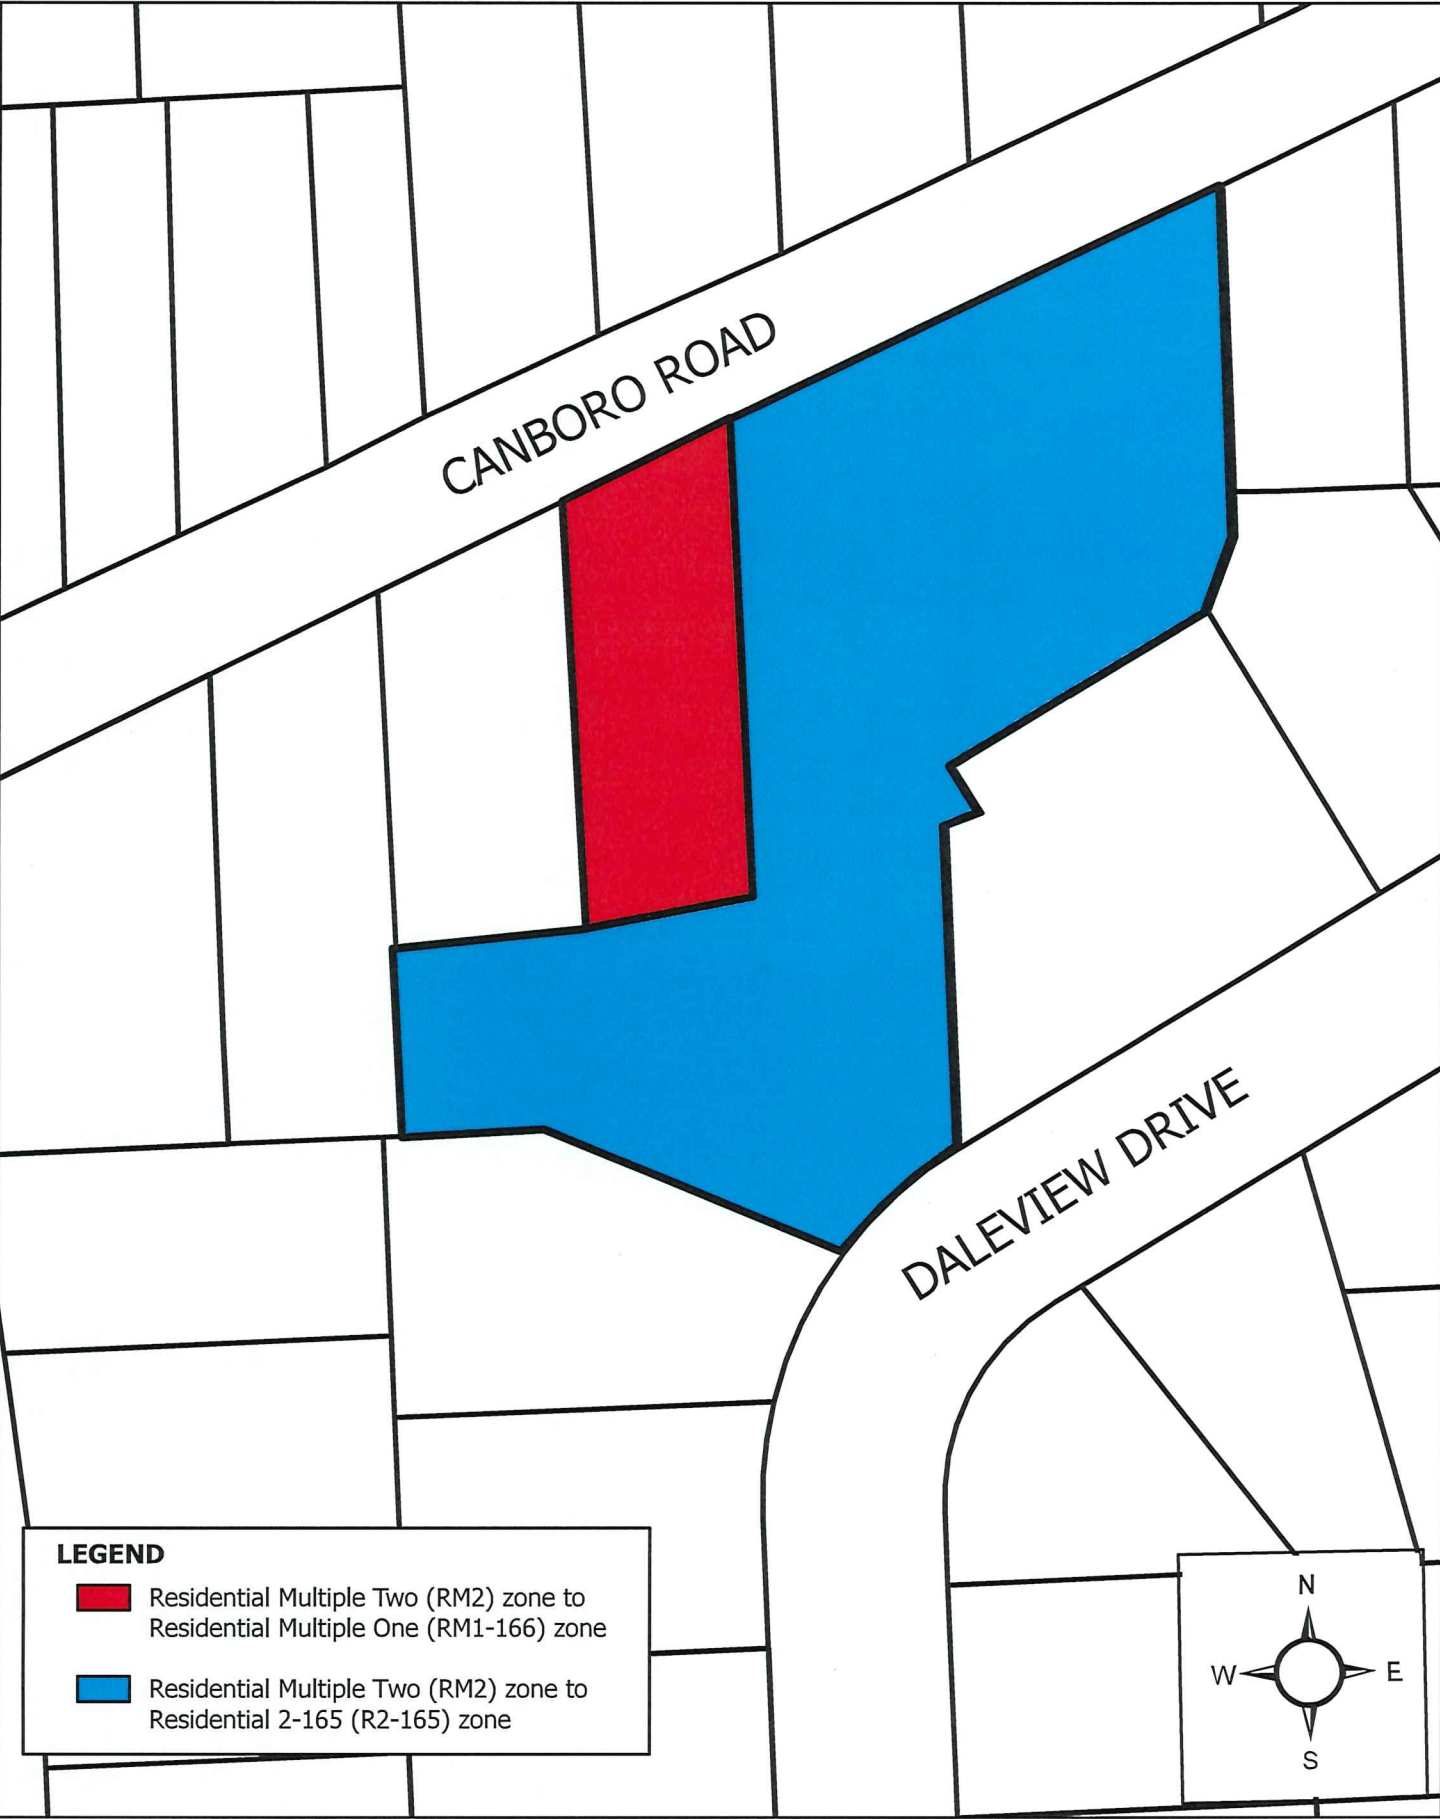 CANBORO ROAD
DALEVIEW DRIVE
LEGEND
Residential Multiple Two (RM2) zone to
Residential Multiple One (RM1-166) zone
Residential Multiple Two (RM2) zone to
Residential 2-165 (R2-165) zone
N
W E
S